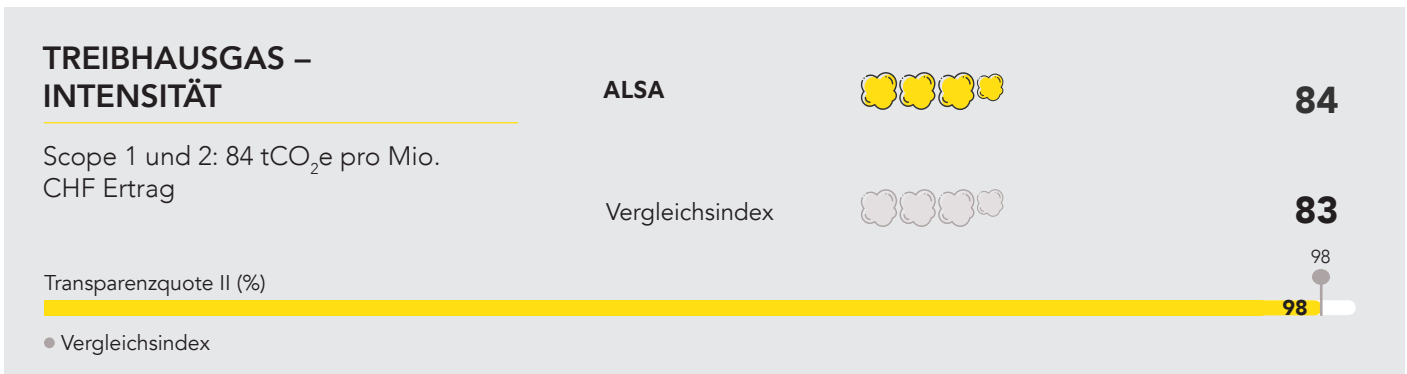 TREIBHAUSGAS –
INTENSITÄT
Scope 1 und 2: 84 tCO₂e pro Mio.
CHF Ertrag
ALSA
84
Vergleichsindex
83
98
Transparenzquote II (%)
98
Vergleichsindex